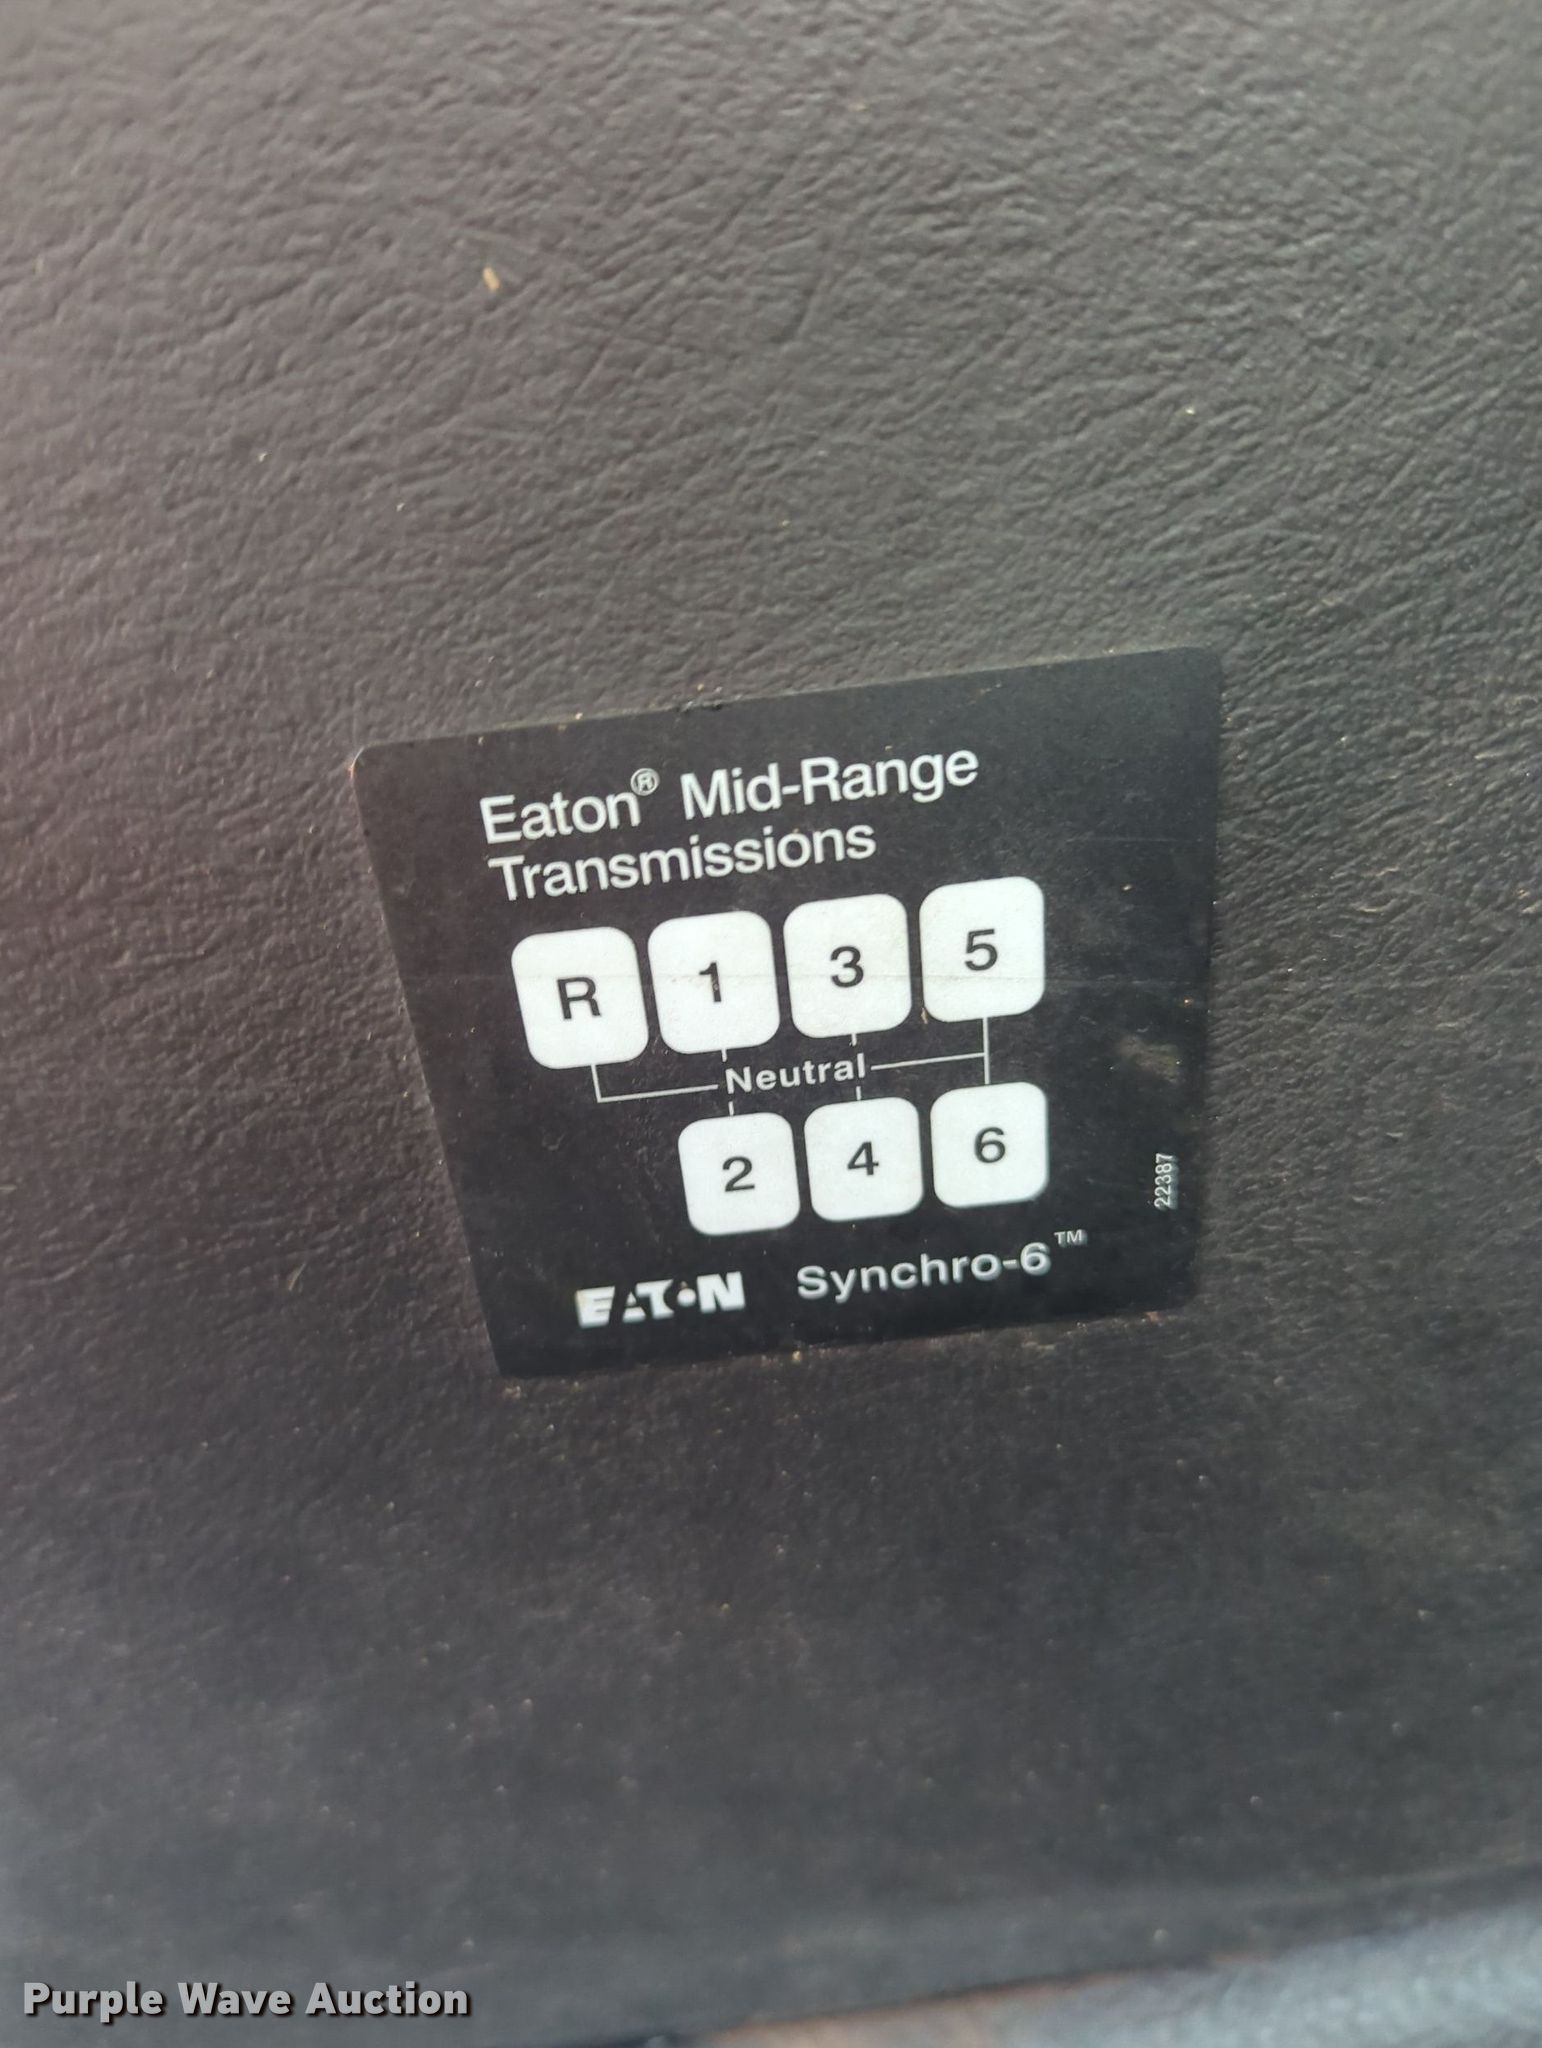 Eaton® Mid-Range
Transmissions
R 1 3 5
Neutral
2 4 6
22387
EATON Synchro-6™
Purple Wave Auction